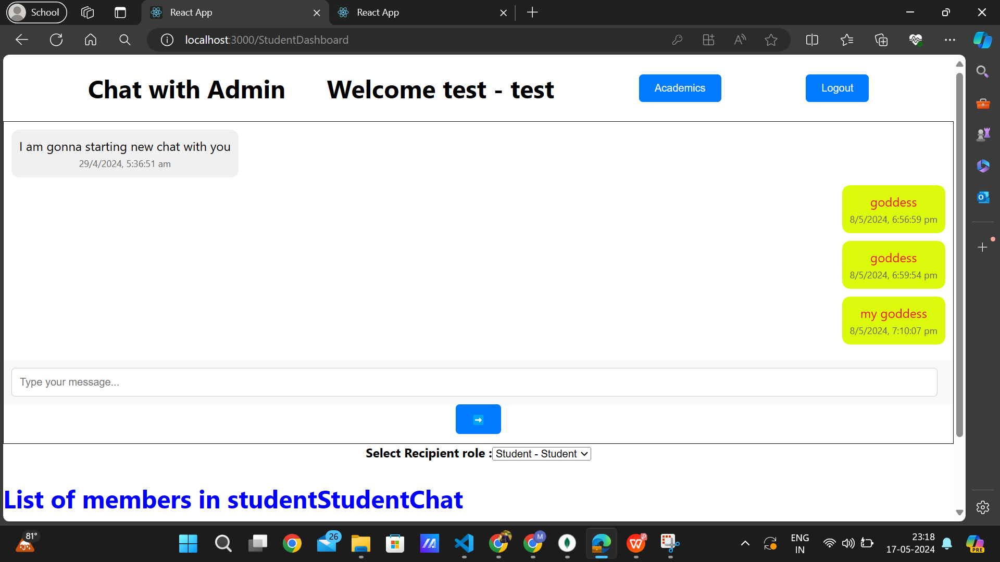 School
React App
React App
localhost:3000/StudentDashboard
Chat with Admin
Welcome test - test
Academics
Logout
I am gonna starting new chat with you
29/4/2024, 5:36:51 am
goddess
8/5/2024, 6:56:59 pm
goddess
8/5/2024, 6:59:54 pm
my goddess
8/5/2024, 7:10:07 pm
Type your message...
Select Recipient role :
Student - Student
List of members in studentStudentChat
81°
26
M
ENG
IN
23:18
17-05-2024
PRE